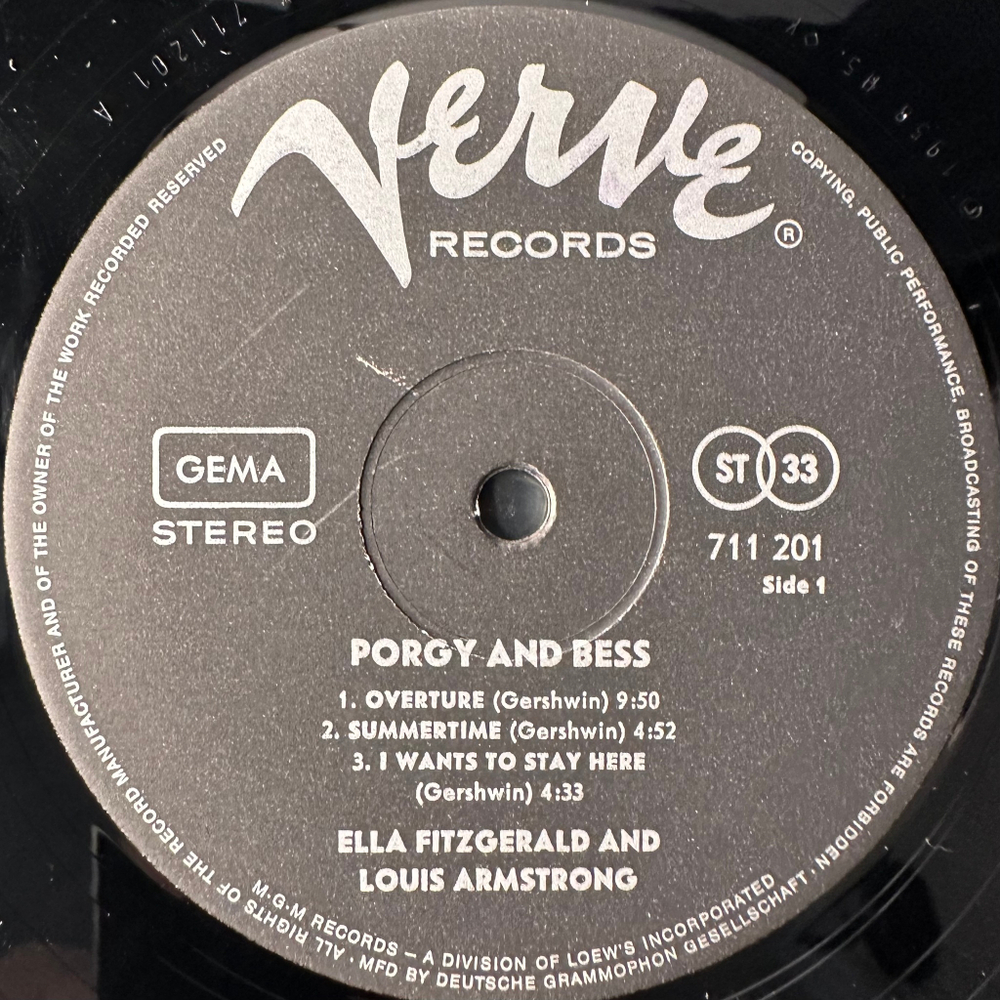 Verve
RECORDS
®
GEMA
STEREO
ST 33
711 201
Side 1
PORGY AND BESS
1. OVERTURE (Gershwin) 9:50
2. SUMMERTIME (Gershwin) 4:52
3. I WANTS TO STAY HERE
(Gershwin) 4:33
ELLA FITZGERALD AND
LOUIS ARMSTRONG
M·G·M RECORDS — A DIVISION OF LOEW'S INCORPORATED
ALL RIGHTS OF THE RECORD MANUFACTURER AND OF THE OWNER OF THE WORK RECORDED RESERVED
COPYING, PUBLIC PERFORMANCE, BROADCASTING OF THESE RECORDS ARE FORBIDDEN · MFD BY DEUTSCHE GRAMMOPHON GESELLSCHAFT ·
711201 A